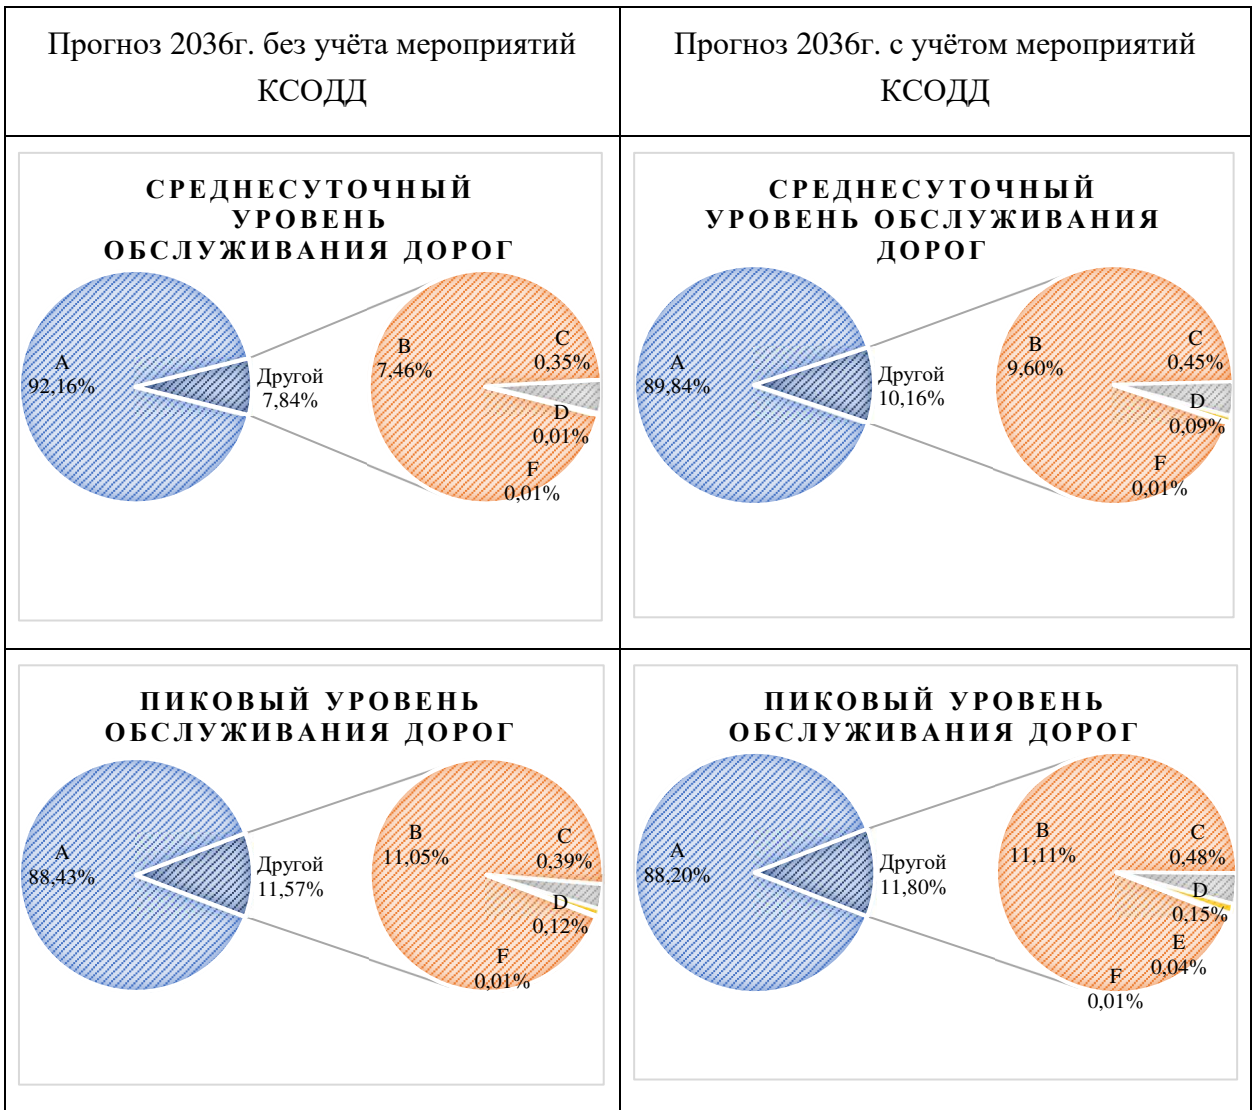 Прогноз 2036г. без учёта мероприятий
КСОДД
Прогноз 2036г. с учётом мероприятий
КСОДД
СРЕДНЕСУТОЧНЫЙ
УРОВЕНЬ
ОБСЛУЖИВАНИЯ ДОРОГ
A
92,16%
Другой
7,84%
B
7,46%
C
0,35%
D
0,01%
F
0,01%
СРЕДНЕСУТОЧНЫЙ
УРОВЕНЬ ОБСЛУЖИВАНИЯ
ДОРОГ
A
89,84%
Другой
10,16%
B
9,60%
C
0,45%
D
0,09%
F
0,01%
ПИКОВЫЙ УРОВЕНЬ
ОБСЛУЖИВАНИЯ ДОРОГ
A
88,43%
Другой
11,57%
B
11,05%
C
0,39%
D
0,12%
F
0,01%
ПИКОВЫЙ УРОВЕНЬ
ОБСЛУЖИВАНИЯ ДОРОГ
A
88,20%
Другой
11,80%
B
11,11%
C
0,48%
D
0,15%
E
0,04%
F
0,01%